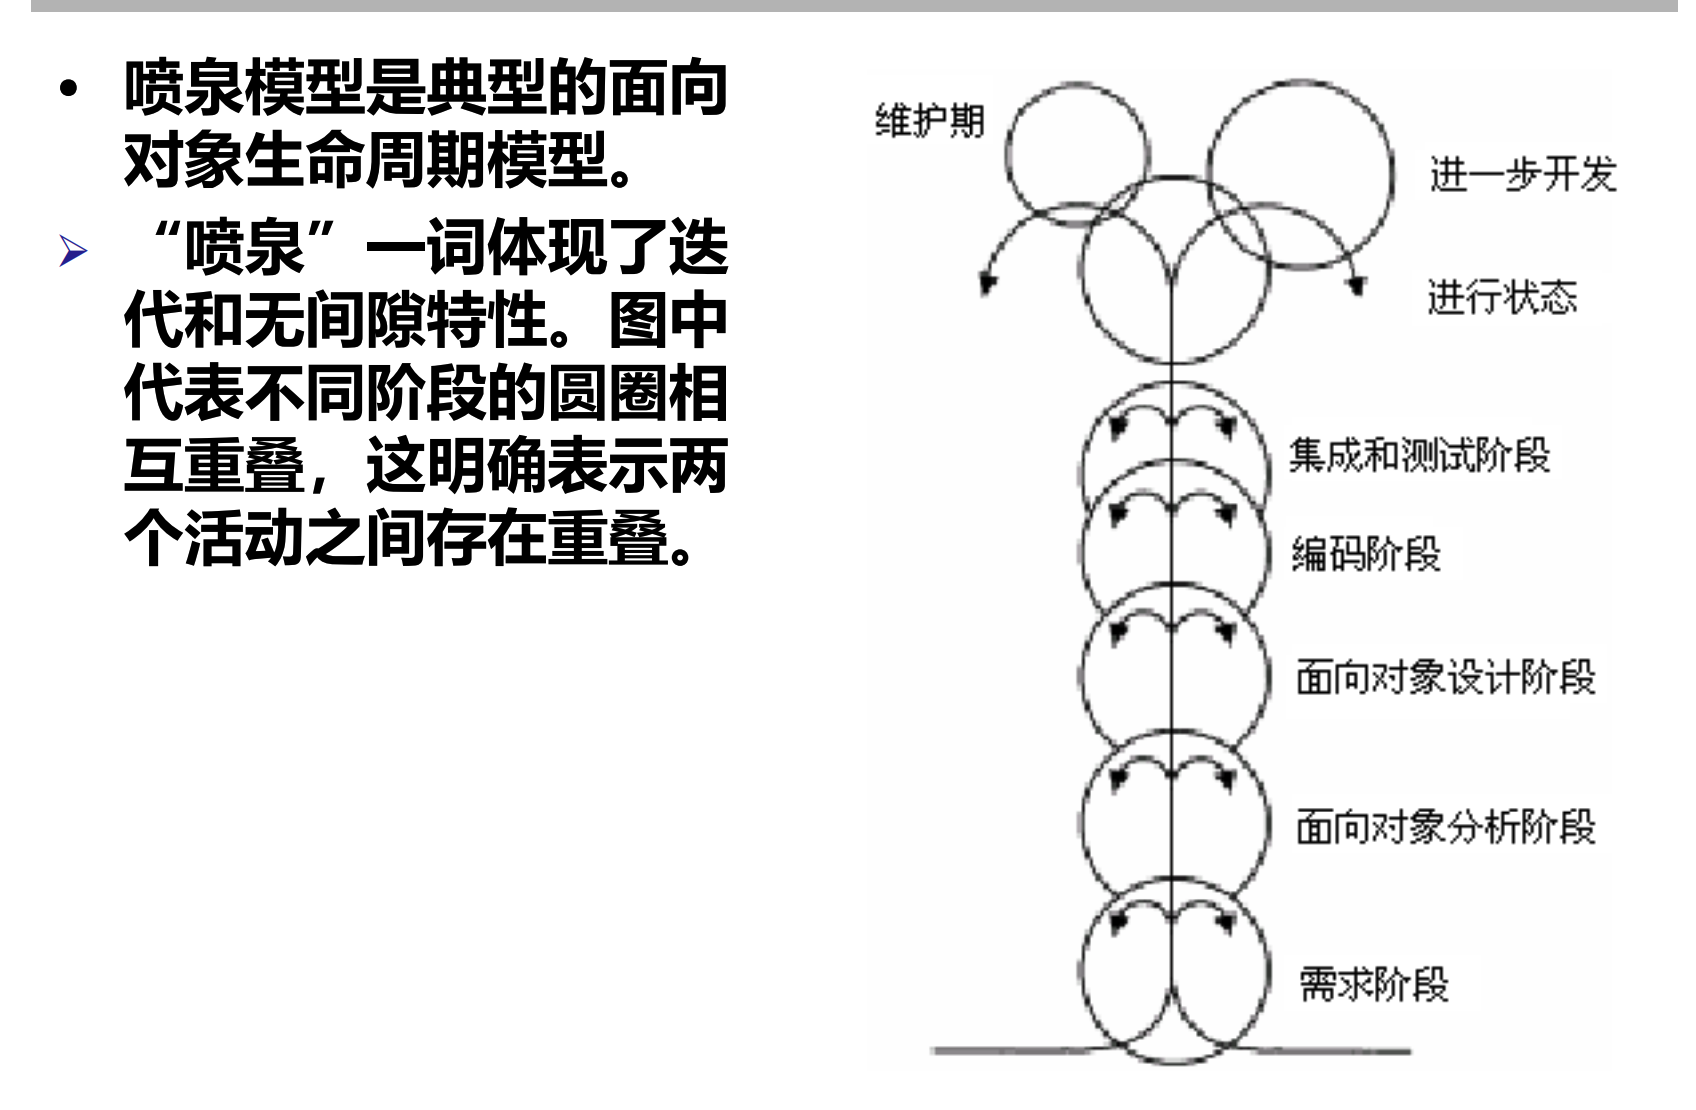 • 喷泉模型是典型的面向
对象生命周期模型。
“喷泉”一词体现了迭
代和无间隙特性。图中
代表不同阶段的圆圈相
互重叠，这明确表示两
个活动之间存在重叠。
维护期
进一步开发
进行状态
集成和测试阶段
编码阶段
面向对象设计阶段
面向对象分析阶段
需求阶段